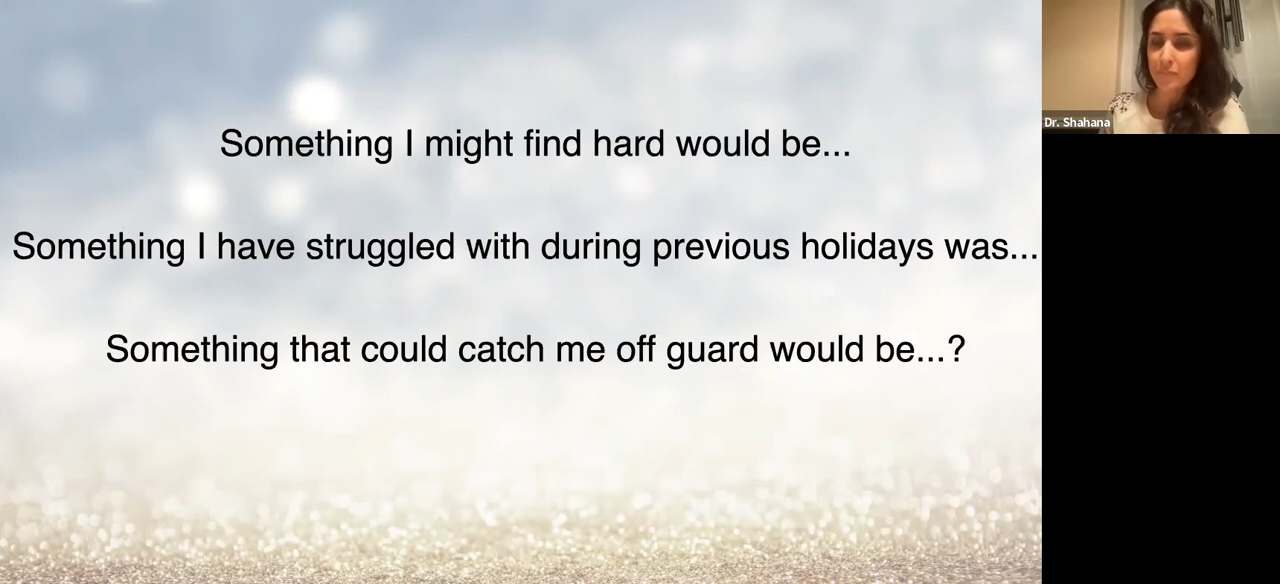 Something I might find hard would be...
Dr. Shahana
Something I have struggled with during previous holidays was...
Something that could catch me off guard would be...?